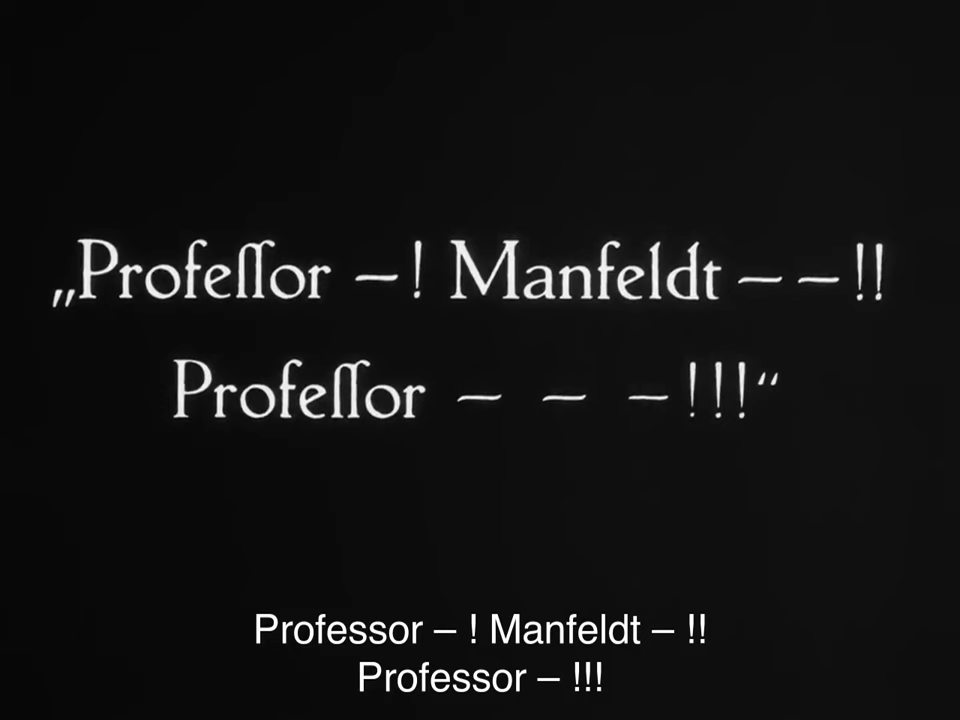 „Profeſſor – ! Manfeldt – – !!
Profeſſor – – – !!!“
Professor – ! Manfeldt – !!
Professor – !!!